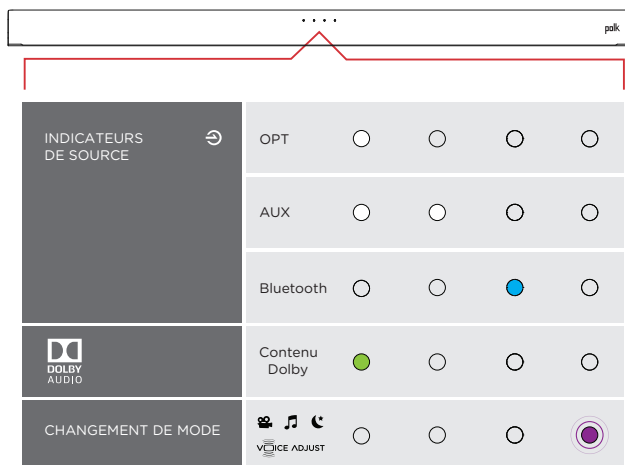 polk
INDICATEURS
DE SOURCE
OPT
AUX
Bluetooth
DOLBY
AUDIO
Contenu
Dolby
CHANGEMENT DE MODE
VOICE ADJUST